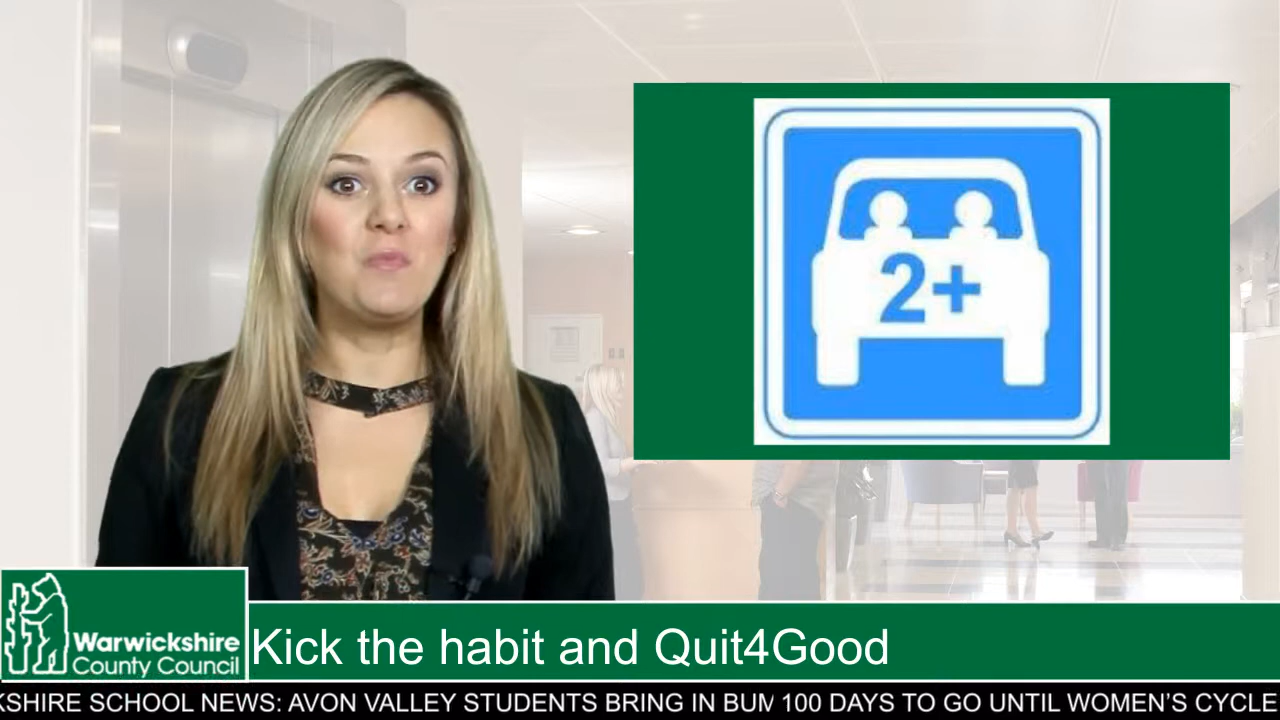 2+
Warwickshire
County Council
Kick the habit and Quit4Good
KSHIRE SCHOOL NEWS: AVON VALLEY STUDENTS BRING IN BUM 100 DAYS TO GO UNTIL WOMEN'S CYCLE